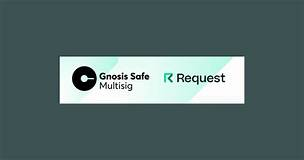 Gnosis Safe
Multisig
Request